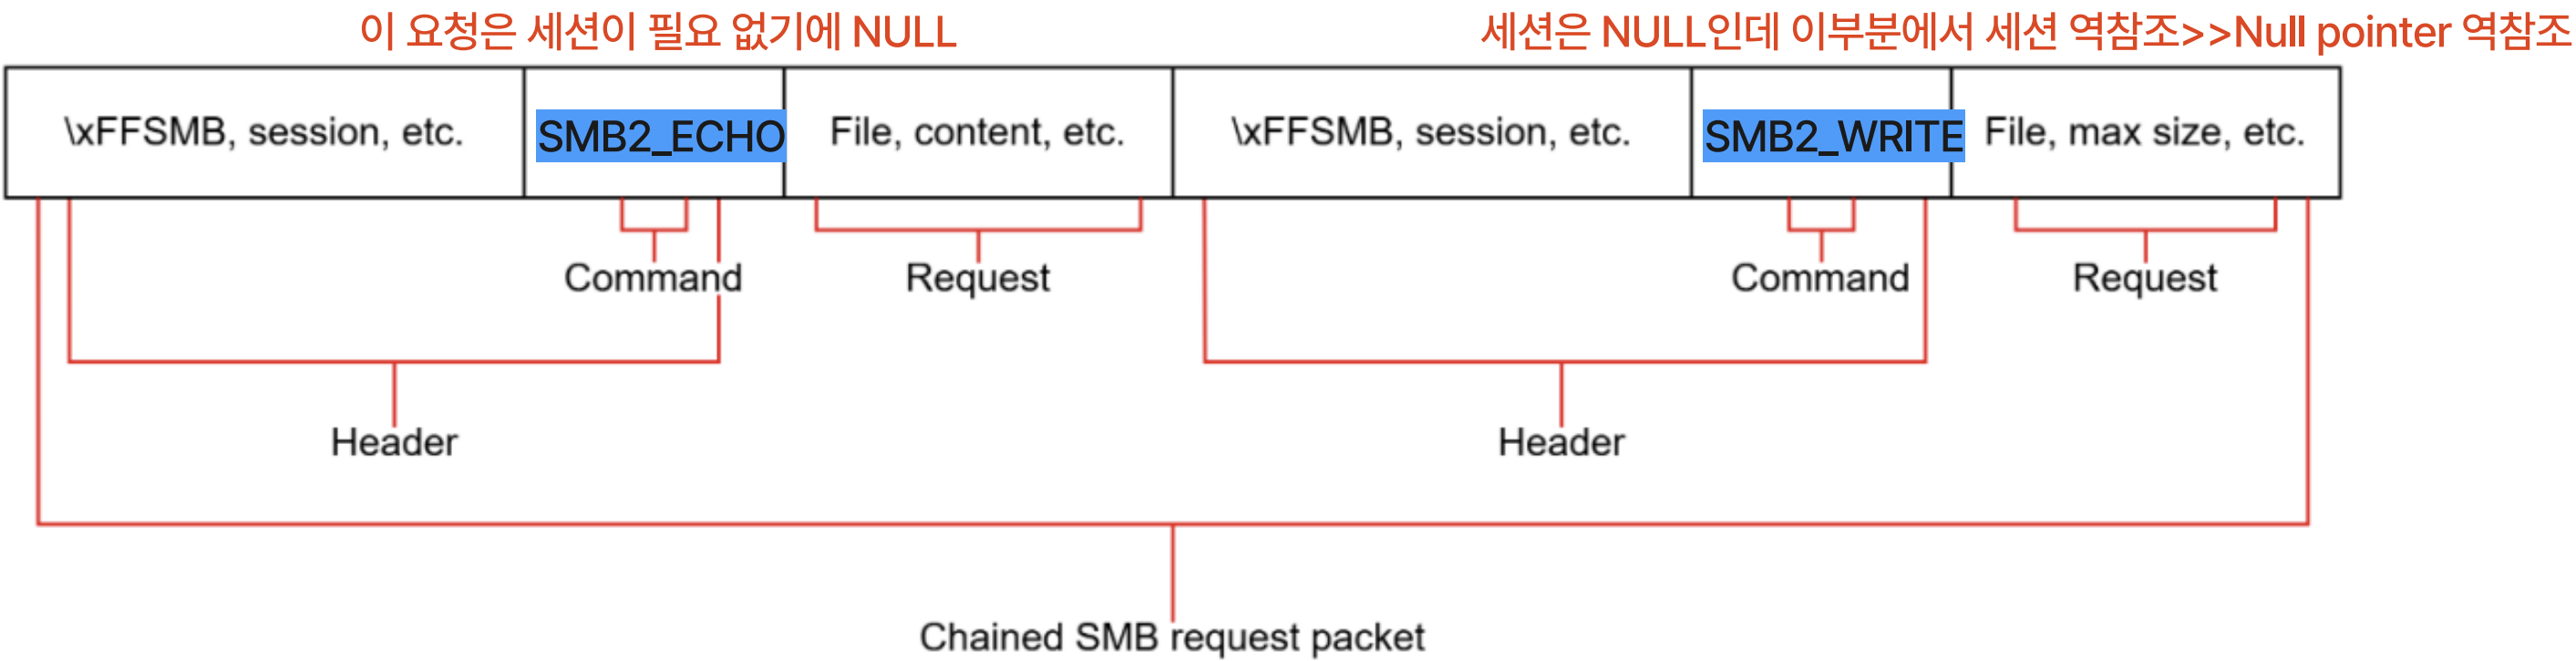 이 요청은 세션이 필요 없기에 NULL
세션은 NULL인데 이부분에서 세션 역참조>>Null pointer 역참조
\xFFSMB, session, etc.
SMB2_ECHO
File, content, etc.
\xFFSMB, session, etc.
SMB2_WRITE
File, max size, etc.
Command
Request
Command
Request
Header
Header
Chained SMB request packet